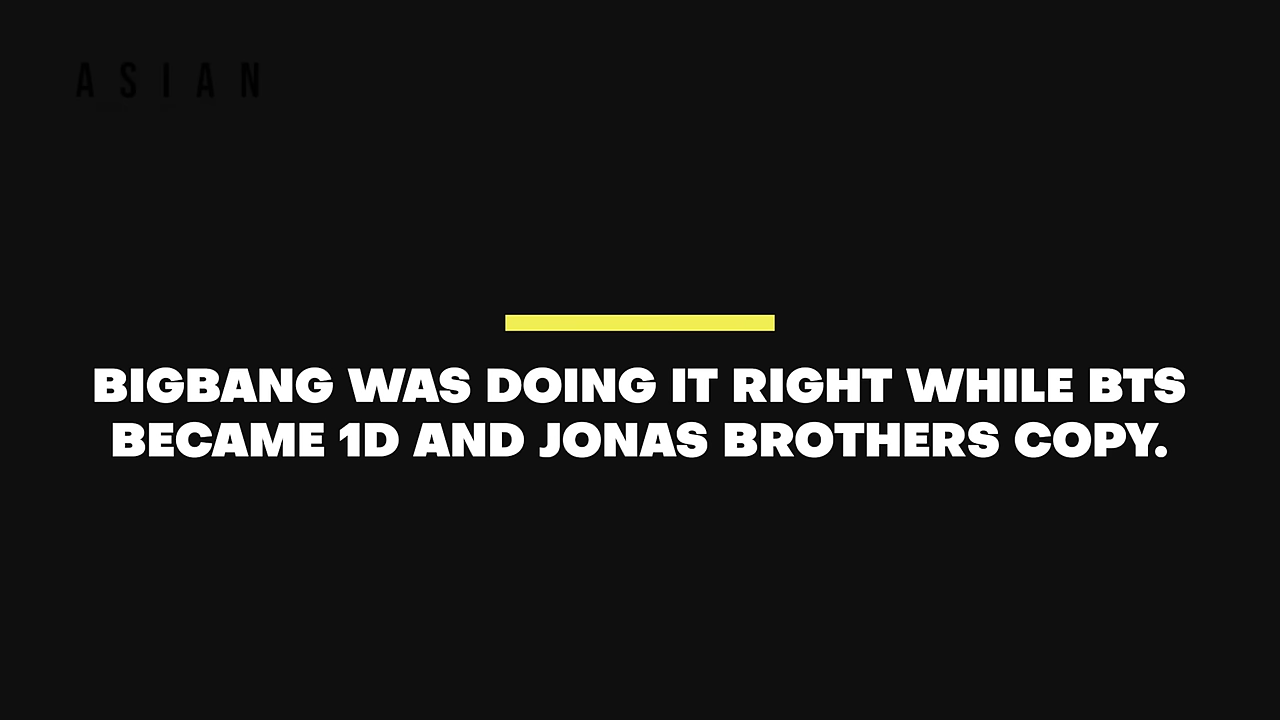 ASIAN
BIGBANG WAS DOING IT RIGHT WHILE BTS
BECAME 1D AND JONAS BROTHERS COPY.